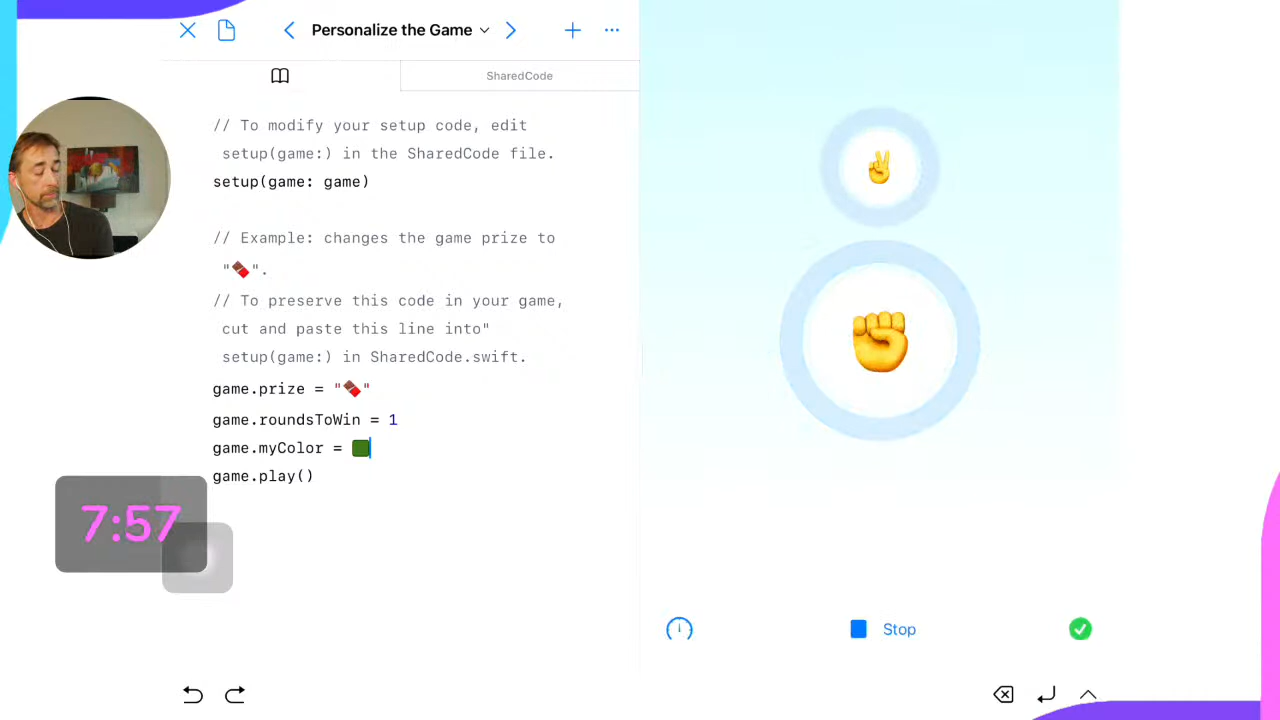 Personalize the Game
SharedCode
// To modify your setup code, edit
setup(game:) in the SharedCode file.
setup(game: game)
// Example: changes the game prize to
"🍫".
// To preserve this code in your game,
cut and paste this line into"
setup(game:) in SharedCode.swift.
game.prize = "🍫"
game.roundsToWin = 1
game.myColor =
game.play()
7:57
Stop